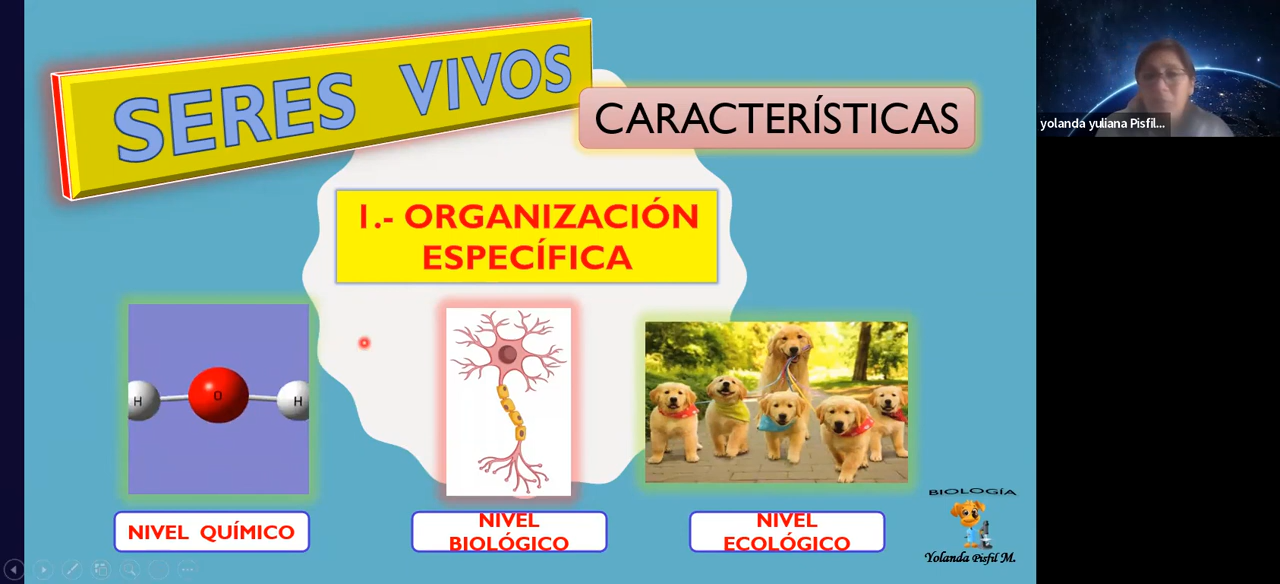 SERES VIVOS
CARACTERÍSTICAS
1.- ORGANIZACIÓN
ESPECÍFICA
H
O
H
NIVEL QUÍMICO
NIVEL
BIOLÓGICO
NIVEL
ECOLÓGICO
BIOLOGÍA
Yolanda Pisfil M.
yolanda yuliana Pisfil...